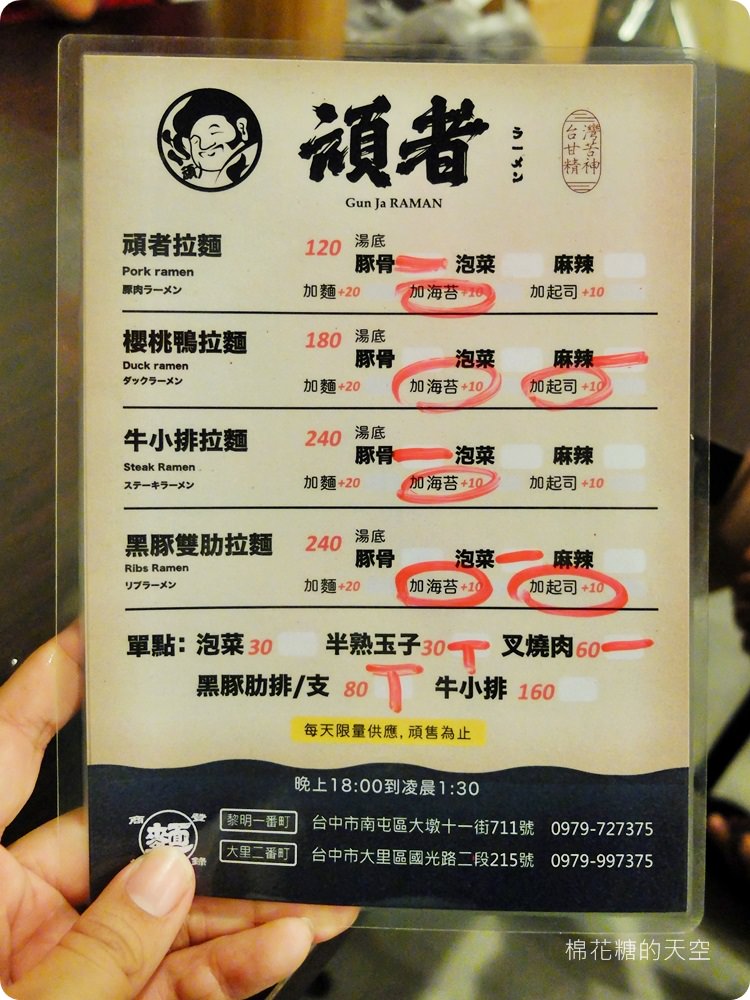 頑者 ラーメン
台灣甘苦精神
Gun Ja RAMAN
頑者拉麵 120 湯底
Pork ramen 豚骨 泡菜 麻辣
豚肉ラーメン 加麵+20 加海苔+10 加起司+10
櫻桃鴨拉麵 180 湯底
Duck ramen 豚骨 泡菜 麻辣
ダックラーメン 加麵+20 加海苔+10 加起司+10
牛小排拉麵 240 湯底
Steak Ramen 豚骨 泡菜 麻辣
ステーキラーメン 加麵+20 加海苔+10 加起司+10
黑豚雙肋拉麵 240 湯底
Ribs Ramen 豚骨 泡菜 麻辣
リブラーメン 加麵+20 加海苔+10 加起司+10
單點: 泡菜 30 半熟玉子 30 叉燒肉 60
黑豚肋排/支 80 牛小排 160
每天限量供應, 頑售為止
晚上18:00到凌晨1:30
麵
黎明一番町 台中市南屯區大墩十一街711號 0979-727375
大里二番町 台中市大里區國光路二段215號 0979-997375
棉花糖的天空